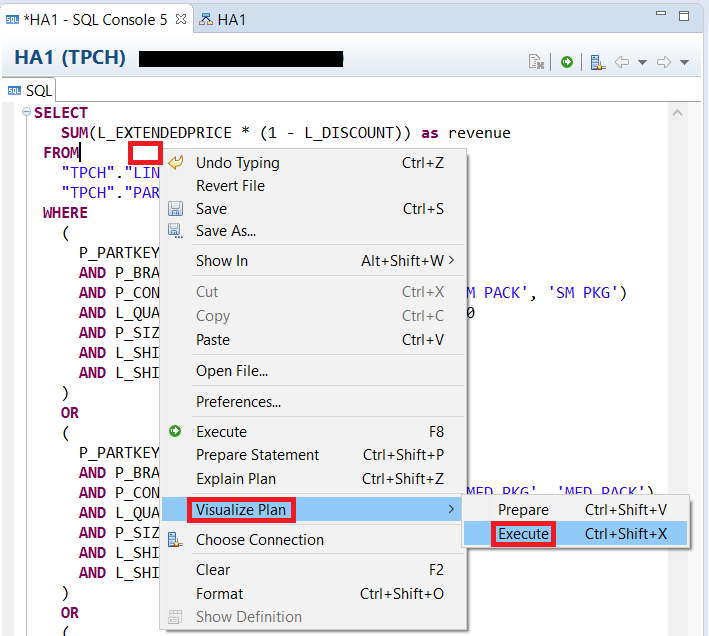 *HA1 - SQL Console 5 HA1
HA1 (TPCH)
SQL
SELECT
SUM(L_EXTENDEDPRICE * (1 - L_DISCOUNT)) as revenue
FROM
"TPCH"."LIN
"TPCH"."PAR
WHERE
(
P_PARTKEY
AND P_BRA
AND P_CON M PACK', 'SM PKG')
AND L_QUA 0
AND P_SIZ
AND L_SHI
AND L_SHI
)
OR
(
P_PARTKEY
AND P_BRA
AND P_CON MED PKG', 'MED PACK')
AND L_QUA
AND P_SIZ
AND L_SHI
AND L_SHI
)
OR
(
Undo Typing Ctrl+Z
Revert File
Save Ctrl+S
Save As...
Show In Alt+Shift+W >
Cut Ctrl+X
Copy Ctrl+C
Paste Ctrl+V
Open File...
Preferences...
Execute F8
Prepare Statement Ctrl+Shift+P
Explain Plan Ctrl+Shift+Z
Visualize Plan >
Choose Connection
Clear F2
Format Ctrl+Shift+O
Show Definition
Prepare Ctrl+Shift+V
Execute Ctrl+Shift+X